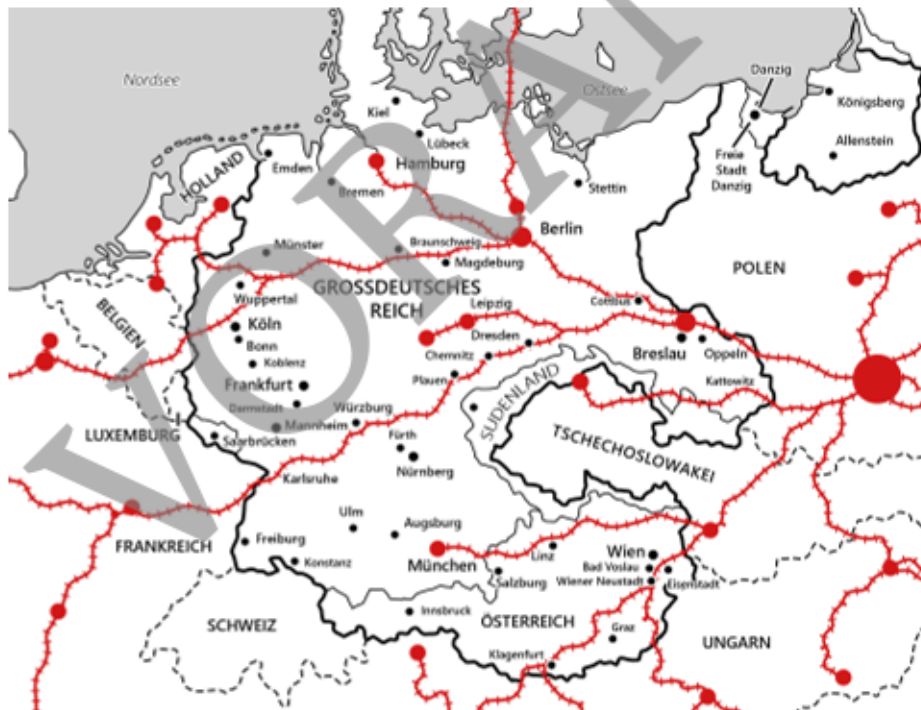 Nordsee
Ostsee
Danzig
Königsberg
Kiel
Lübeck
Allenstein
Freie
Stadt
Danzig
Hamburg
Emden
HOLLAND
Bremen
Stettin
Berlin
Münster
Braunschweig
Magdeburg
POLEN
GROSSDEUTSCHES
REICH
Wuppertal
Leipzig
Cottbus
BELGIEN
Köln
Bonn
Dresden
Breslau
Oppeln
Koblenz
Chemnitz
Frankfurt
Plauen
SUDENLAND
Kattowitz
Darmstadt
Würzburg
LUXEMBURG
Mannheim
Saarbrücken
Fürth
TSCHECHOSLOWAKEI
Nürnberg
Karlsruhe
Ulm
Augsburg
FRANKREICH
Freiburg
Konstanz
München
Linz
Wien
Bad Voslau
Salzburg
Wiener Neustadt
Eisenstadt
Innsbruck
ÖSTERREICH
SCHWEIZ
Graz
UNGARN
Klagenfurt
VORA